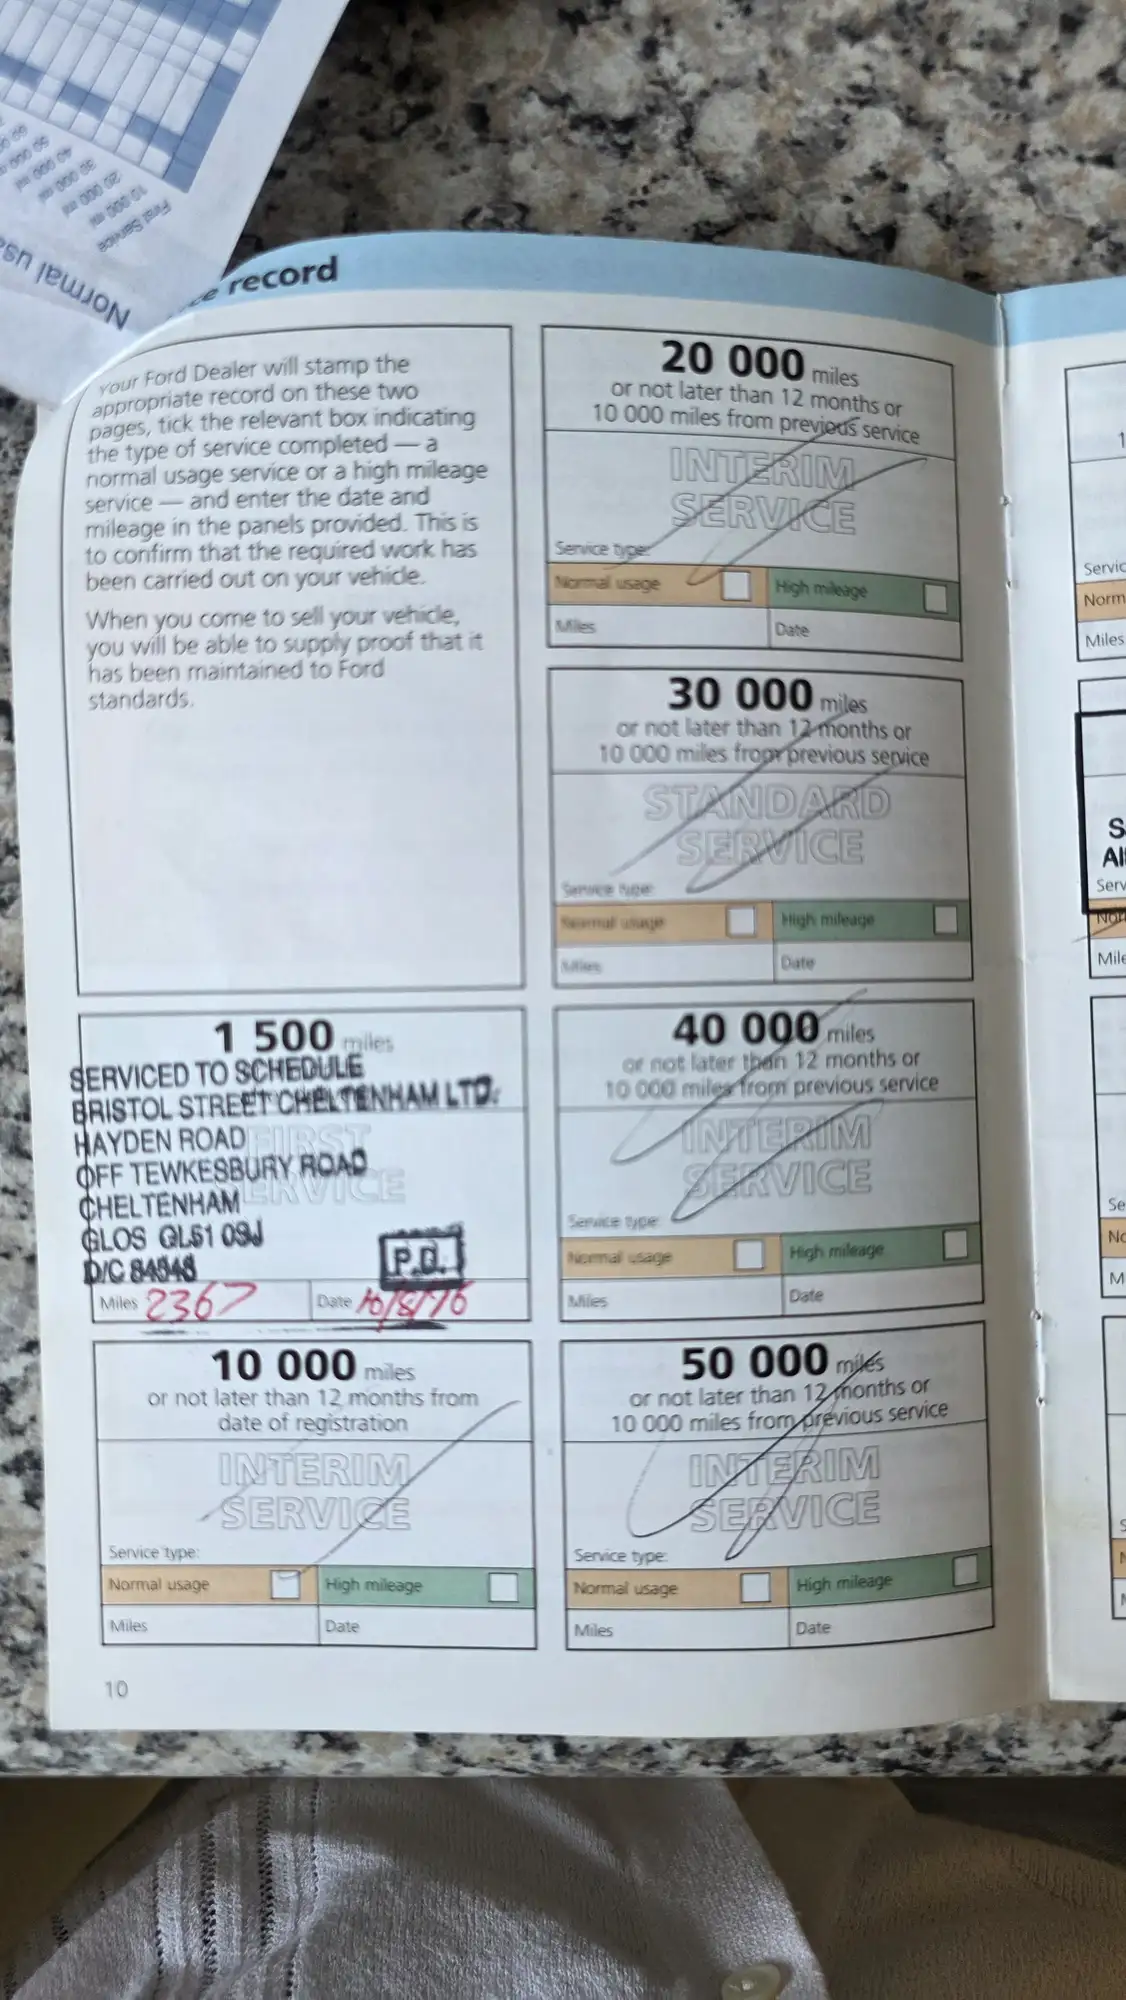 record
Your Ford Dealer will stamp the
appropriate record on these two
pages, tick the relevant box indicating
the type of service completed — a
normal usage service or a high mileage
service — and enter the date and
mileage in the panels provided. This is
to confirm that the required work has
been carried out on your vehicle.
When you come to sell your vehicle,
you will be able to supply proof that it
has been maintained to Ford
standards.
1 500 miles
SERVICED TO SCHEDULE
BRISTOL STREET CHELTENHAM LTD.
HAYDEN ROAD
OFF TEWKESBURY ROAD
CHELTENHAM
GLOS
D/C
FIRST
SERVICE
P.D.
Miles 2367 Date
10 000 miles
or not later than 12 months from
date of registration
INTERIM
SERVICE
Service type:
Normal usage High mileage
Miles Date
20 000 miles
or not later than 12 months or
10 000 miles from previous service
INTERIM
SERVICE
Service type:
Normal usage High mileage
Miles Date
30 000 miles
or not later than 12 months or
10 000 miles from previous service
STANDARD
SERVICE
Service type:
Normal usage High mileage
Miles Date
40 000 miles
or not later than 12 months or
10 000 miles from previous service
INTERIM
SERVICE
Service type:
Normal usage High mileage
Miles Date
50 000 miles
or not later than 12 months or
10 000 miles from previous service
INTERIM
SERVICE
Service type:
Normal usage High mileage
Miles Date
10
Normal
First Service
10 000
20 000
30 000
40 000